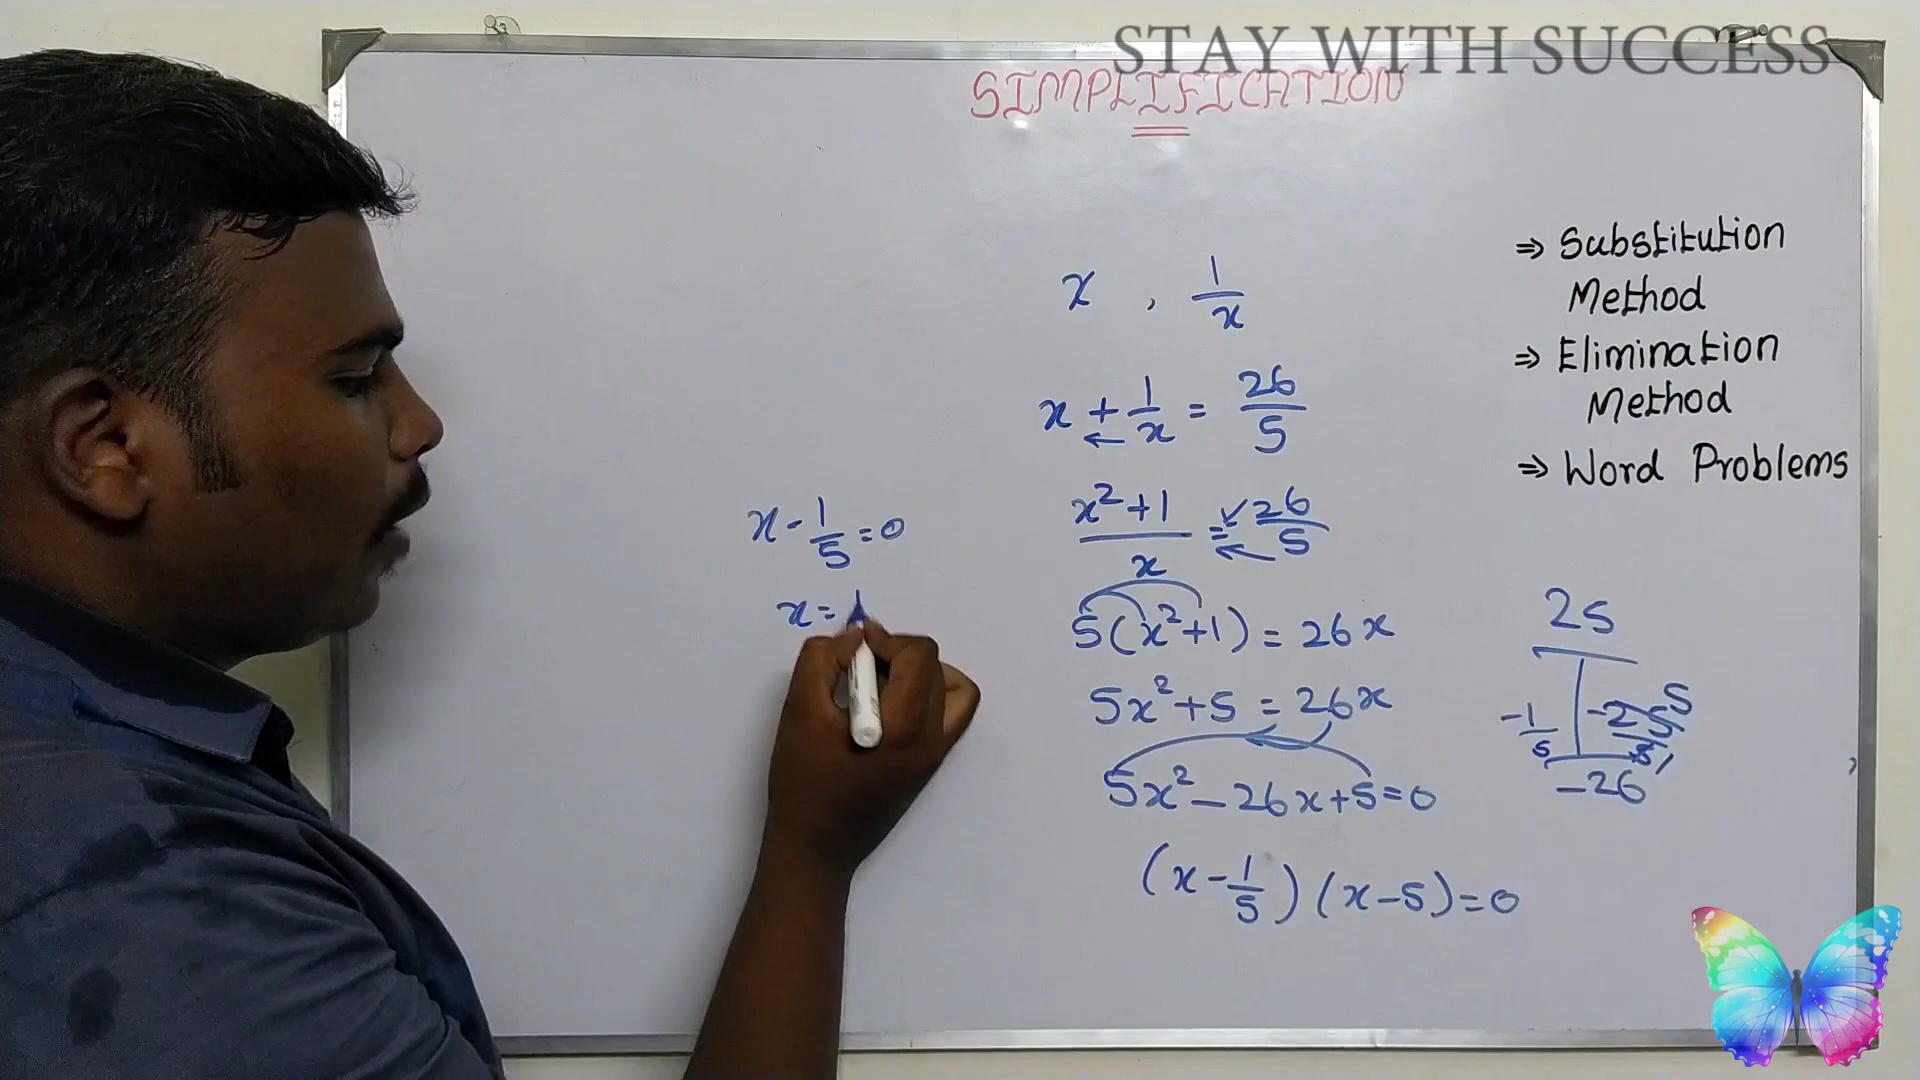 STAY WITH SUCCESS
SIMPLIFICATION
x , 1/x
x + 1/x = 26/5
x²+1/x = 26/5
5(x²+1) = 26x
5x²+5 = 26x
5x²-26x+5=0
(x-1/5)(x-5)=0
x-1/5=0
x=1
⇒ Substitution
Method
⇒ Elimination
Method
⇒ Word Problems
25
-1/5
-26